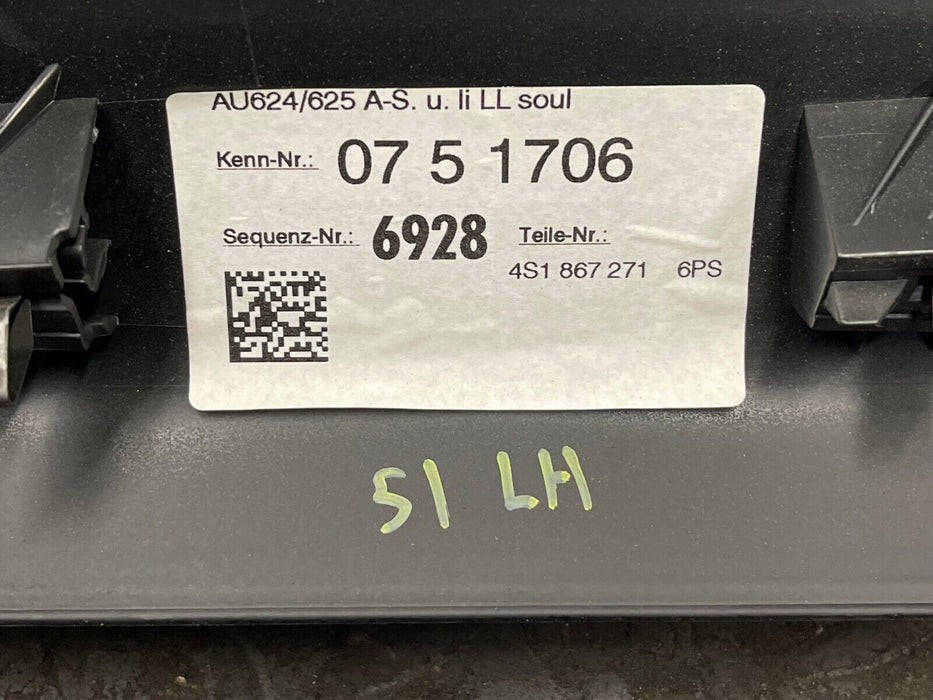 AU624/625 A-S. u. li LL soul
Kenn-Nr.: 07 5 1706
Sequenz-Nr.: 6928 Teile-Nr.:
4S1 867 271 6PS
51 LH